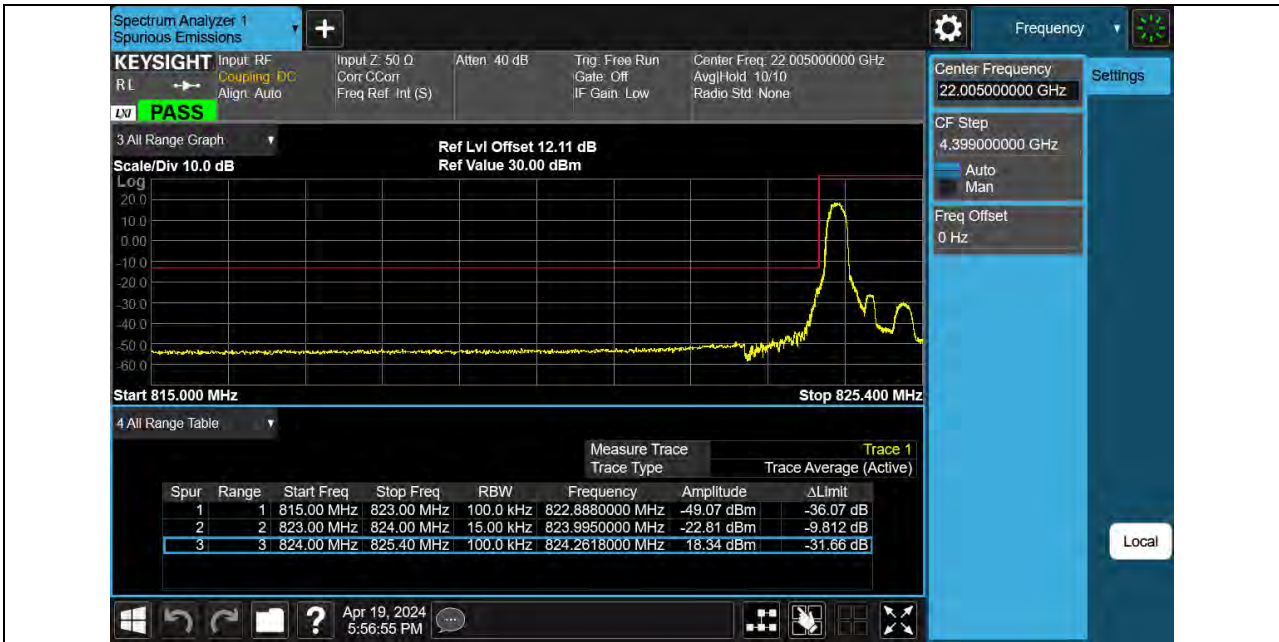 Spectrum Analyzer 1
Spurious Emissions
Frequency
KEYSIGHT Input: RF Input Z: 50 Ω Atten: 40 dB Trig: Free Run Center Freq: 22.005000000 GHz
RL Coupling: DC Corr CCorr Gate: Off Avg|Hold: 10/10
Align: Auto Freq Ref: Int (S) IF Gain: Low Radio Std: None
LXI PASS
Center Frequency
22.005000000 GHz
Settings
CF Step
4.399000000 GHz
Auto
Man
Freq Offset
0 Hz
3 All Range Graph
Ref Lvl Offset 12.11 dB
Scale/Div 10.0 dB Ref Value 30.00 dBm
Log
20.0
10.0
0.00
-10.0
-20.0
-30.0
-40.0
-50.0
-60.0
Start 815.000 MHz Stop 825.400 MHz
4 All Range Table
Measure Trace Trace 1
Trace Type Trace Average (Active)
Spur Range Start Freq Stop Freq RBW Frequency Amplitude ΔLimit
1 1 815.00 MHz 823.00 MHz 100.0 kHz 822.8880000 MHz -49.07 dBm -36.07 dB
2 2 823.00 MHz 824.00 MHz 15.00 kHz 823.9950000 MHz -22.81 dBm -9.812 dB
3 3 824.00 MHz 825.40 MHz 100.0 kHz 824.2618000 MHz 18.34 dBm -31.66 dB
Local
Apr 19, 2024
5:56:55 PM